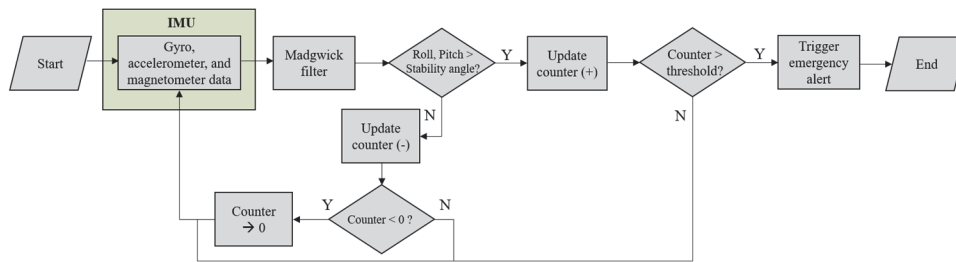 IMU
Start
Gyro,
accelerometer, and
magnetometer data
Madgwick
filter
Roll, Pitch >
Stability angle?
Y
Update
counter (+)
Counter >
threshold?
Y
Trigger
emergency
alert
End
N
N
Update
counter (-)
Counter < 0 ?
Y
N
Counter
→ 0